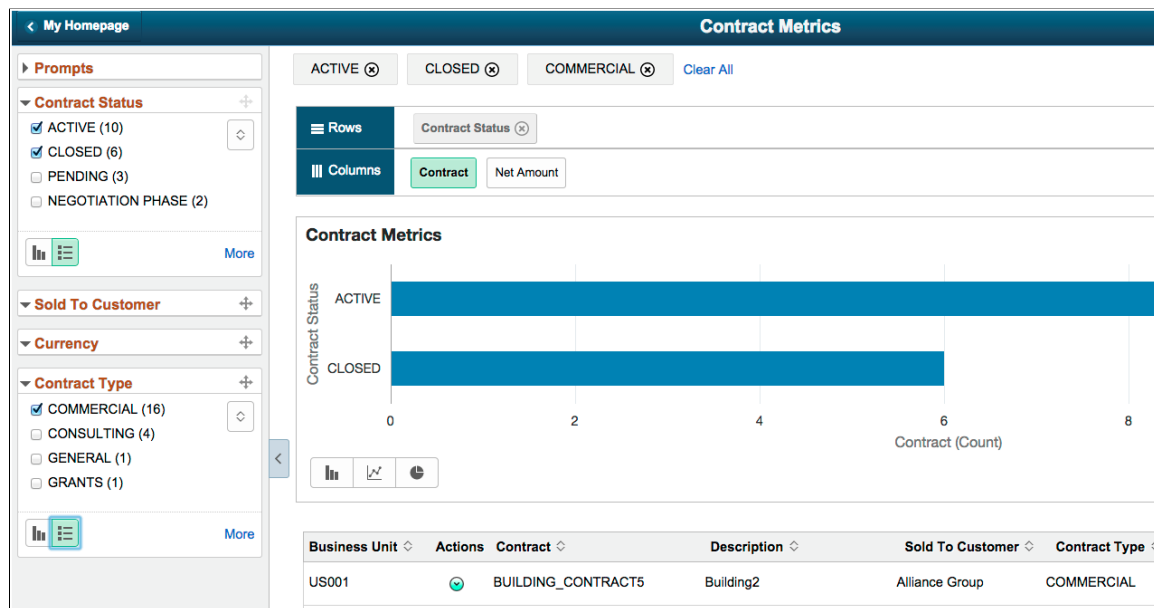 My Homepage
Contract Metrics
Prompts
Contract Status
ACTIVE (10)
CLOSED (6)
PENDING (3)
NEGOTIATION PHASE (2)
More
Sold To Customer
Currency
Contract Type
COMMERCIAL (16)
CONSULTING (4)
GENERAL (1)
GRANTS (1)
More
ACTIVE CLOSED COMMERCIAL Clear All
Rows Contract Status
Columns Contract Net Amount
Contract Metrics
Contract Status
ACTIVE
CLOSED
0 2 4 6 8
Contract (Count)
Business Unit Actions Contract Description Sold To Customer Contract Type
US001 BUILDING_CONTRACT5 Building2 Alliance Group COMMERCIAL